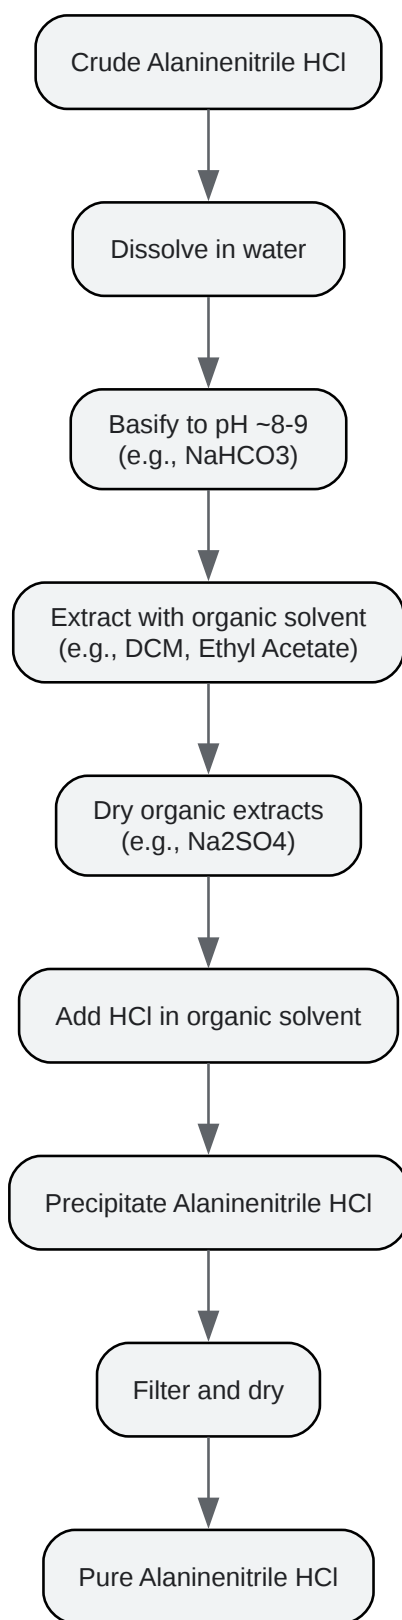 Crude Alaninenitrile HCl
Dissolve in water
Basify to pH ~8-9
(e.g., NaHCO3)
Extract with organic solvent
(e.g., DCM, Ethyl Acetate)
Dry organic extracts
(e.g., Na2SO4)
Add HCl in organic solvent
Precipitate Alaninenitrile HCl
Filter and dry
Pure Alaninenitrile HCl